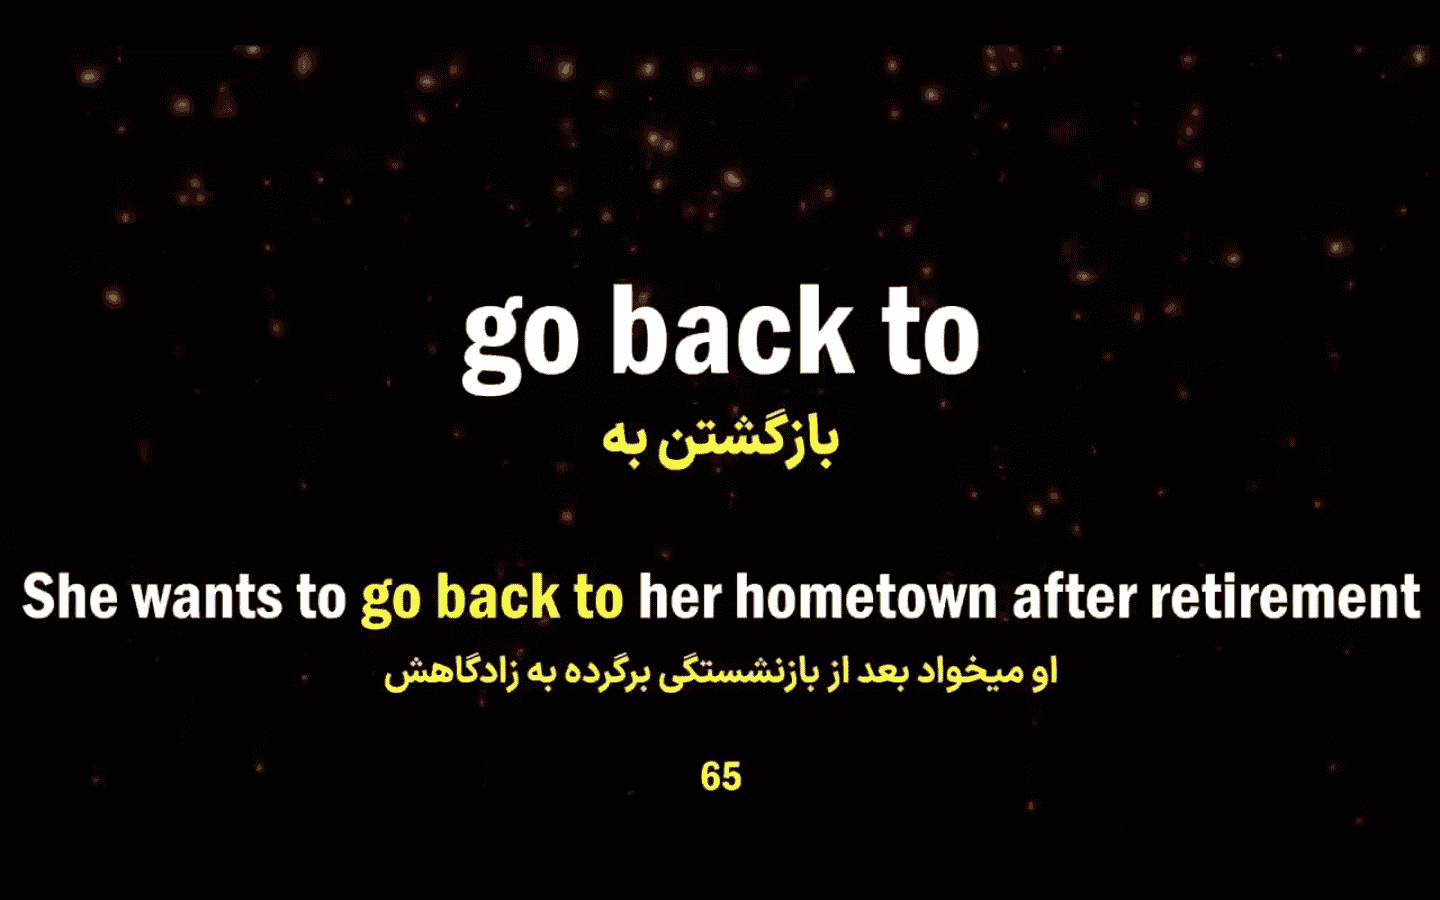 go back to
بازگشتن به
She wants to go back to her hometown after retirement
او میخواد بعد از بازنشستگی برگرده به زادگاهش
65